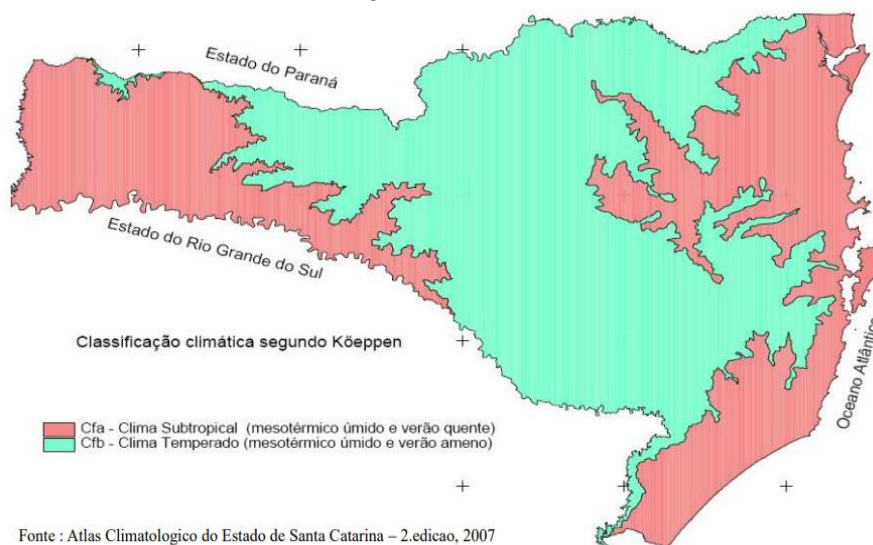 Estado do Paraná
Estado do Rio Grande do Sul
Oceano Atlântico
Classificação climática segundo Köeppen
Cfa - Clima Subtropical (mesotérmico úmido e verão quente)
Cfb - Clima Temperado (mesotérmico úmido e verão ameno)
Fonte : Atlas Climatologico do Estado de Santa Catarina – 2.edicao, 2007